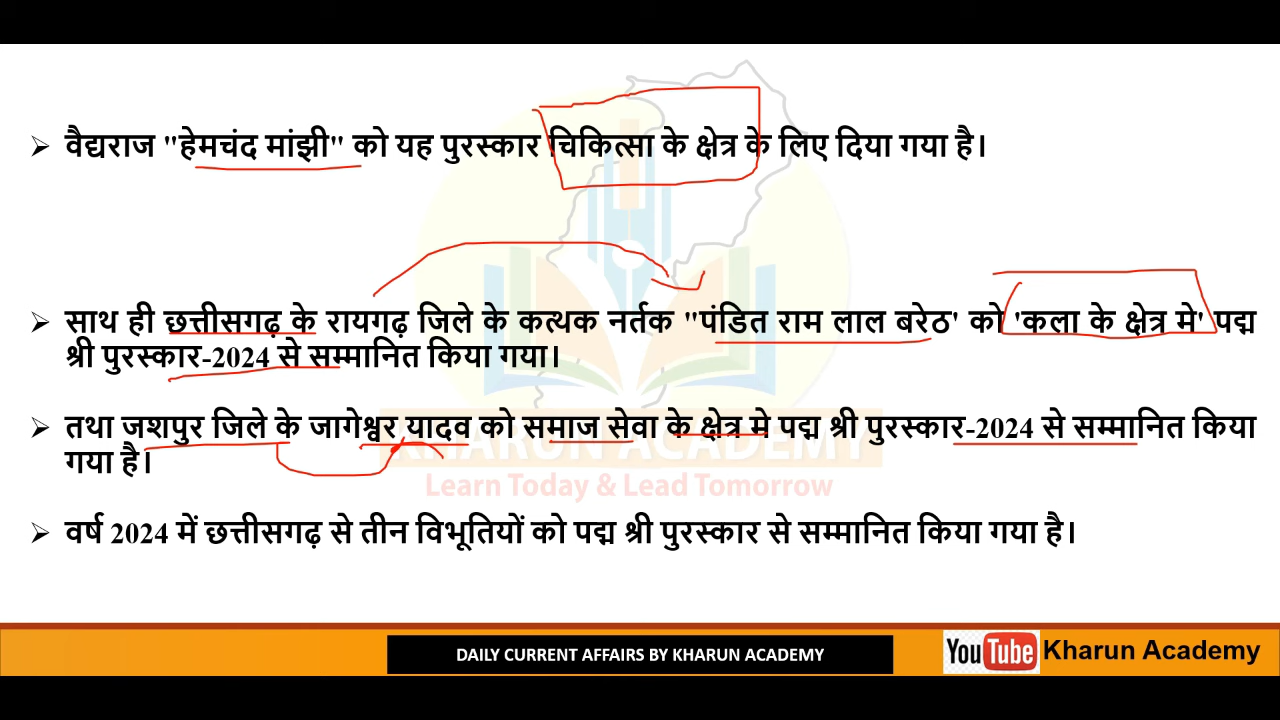 ➢ वैद्यराज "हेमचंद मांझी" को यह पुरस्कार चिकित्सा के क्षेत्र के लिए दिया गया है।
➢ साथ ही छत्तीसगढ़ के रायगढ़ जिले के कत्थक नर्तक "पंडित राम लाल बरेठ' को 'कला के क्षेत्र मे' पद्म
श्री पुरस्कार-2024 से सम्मानित किया गया।
➢ तथा जशपुर जिले के जागेश्वर यादव को समाज सेवा के क्षेत्र मे पद्म श्री पुरस्कार-2024 से सम्मानित किया
गया है।
KHARUN ACADEMY
Learn Today & Lead Tomorrow
➢ वर्ष 2024 में छत्तीसगढ़ से तीन विभूतियों को पद्म श्री पुरस्कार से सम्मानित किया गया है।
DAILY CURRENT AFFAIRS BY KHARUN ACADEMY
YouTube Kharun Academy